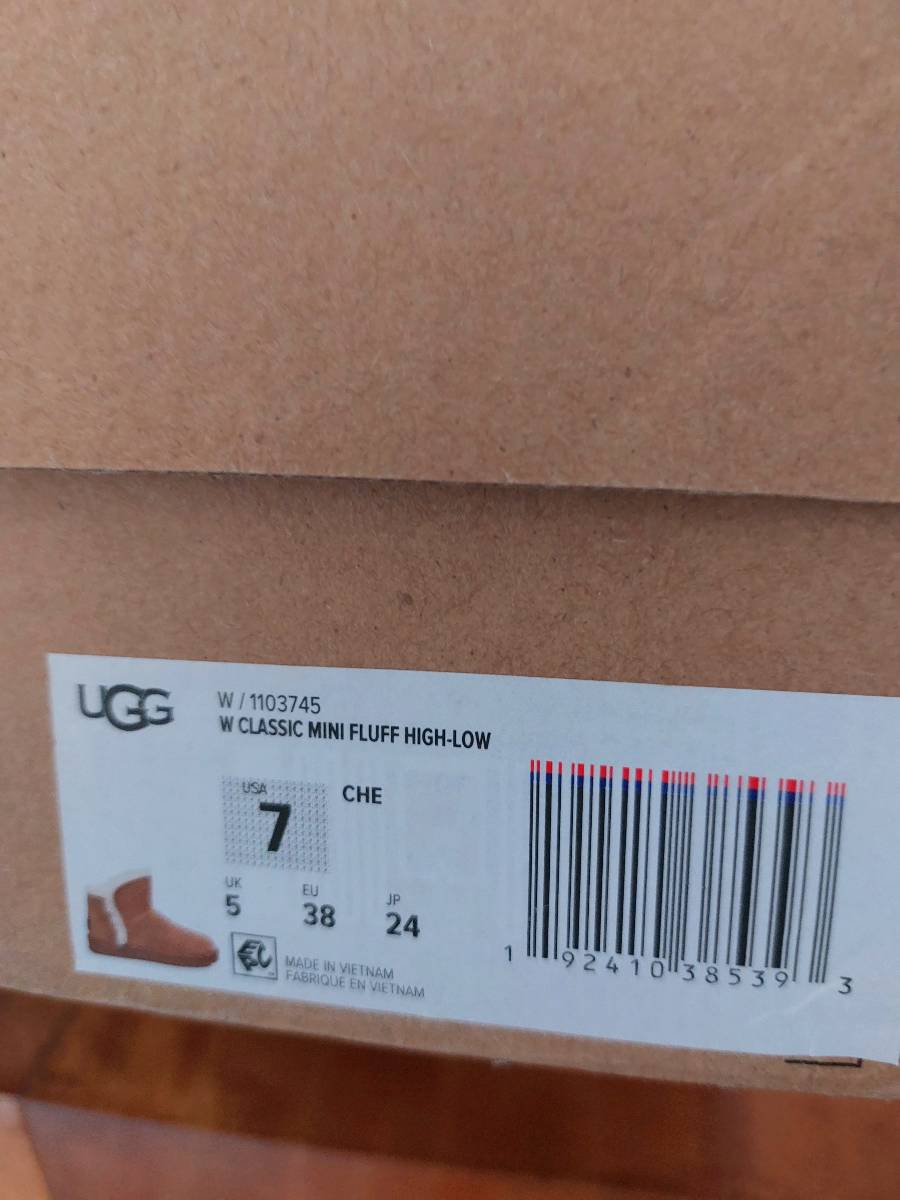 UGG
W / 1103745
W CLASSIC MINI FLUFF HIGH-LOW
USA
7
CHE
UK
5
EU
38
JP
24
MADE IN VIETNAM
FABRIQUE EN VIETNAM
1 92410 38539 3